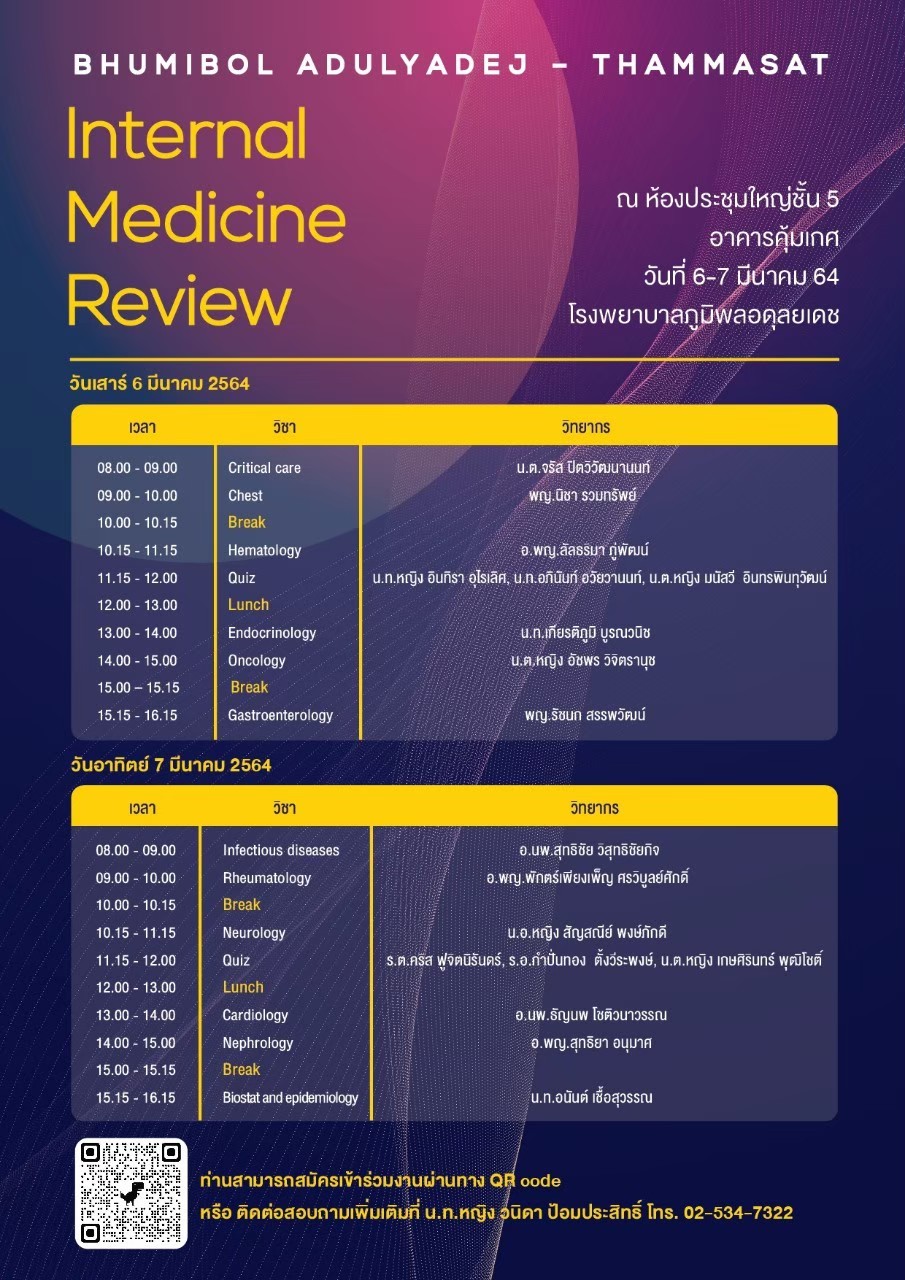 BHUMIBOL ADULYADEJ - THAMMASAT
Internal
Medicine
Review
ณ ห้องประชุมใหญ่ชั้น 5
อาคารคุ้มเกศ
วันที่ 6-7 มีนาคม 64
โรงพยาบาลภูมิพลอดุลยเดช
วันเสาร์ 6 มีนาคม 2564
เวลา วิชา วิทยากร
08.00 - 09.00 Critical care น.ต.จรัส ปิตวิวัฒนานนท์
09.00 - 10.00 Chest พญ.นิชา รวมทรัพย์
10.00 - 10.15 Break
10.15 - 11.15 Hematology อ.พญ.ลัลธริมา ภู่พัฒน์
11.15 - 12.00 Quiz น.ท.หญิง อินทิรา อุไรเลิศ, น.ท.อภินันท์ อวัยวานนท์, น.ต.หญิง มนัสวี อินทรพินทุวัฒน์
12.00 - 13.00 Lunch
13.00 - 14.00 Endocrinology น.ท.เกียรติภูมิ บูรณวนิช
14.00 - 15.00 Oncology น.ต.หญิง อัชพร วิจิตรานุช
15.00 – 15.15 Break
15.15 - 16.15 Gastroenterology พญ.รัชนก สรรพวัฒน์
วันอาทิตย์ 7 มีนาคม 2564
เวลา วิชา วิทยากร
08.00 - 09.00 Infectious diseases อ.นพ.สุทธิชัย วิสุทธิชัยกิจ
09.00 - 10.00 Rheumatology อ.พญ.พักตร์เพียงเพ็ญ ศรวิบูลย์ศักดิ์
10.00 - 10.15 Break
10.15 - 11.15 Neurology น.อ.หญิง สัญสณีย์ พงษ์ภักดี
11.15 - 12.00 Quiz ร.ต.คริส ฟูจิตนิรันดร์, ร.อ.กำปั่นทอง ตั้งวีระพงษ์, น.ต.หญิง เกษศิรินทร์ พุฒิโชติ์
12.00 - 13.00 Lunch
13.00 - 14.00 Cardiology อ.นพ.ธัญนพ โชติวนาวรรณ
14.00 - 15.00 Nephrology อ.พญ.สุทธิยา อนุมาศ
15.00 - 15.15 Break
15.15 - 16.15 Biostat and epidemiology น.ท.อนันต์ เชื้อสุวรรณ
ท่านสามารถสมัครเข้าร่วมงานผ่านทาง QR oode
หรือ ติดต่อสอบถามเพิ่มเติมที่ น.ท.หญิง วนิดา ป้อมประสิทธิ์ โทร. 02-534-7322